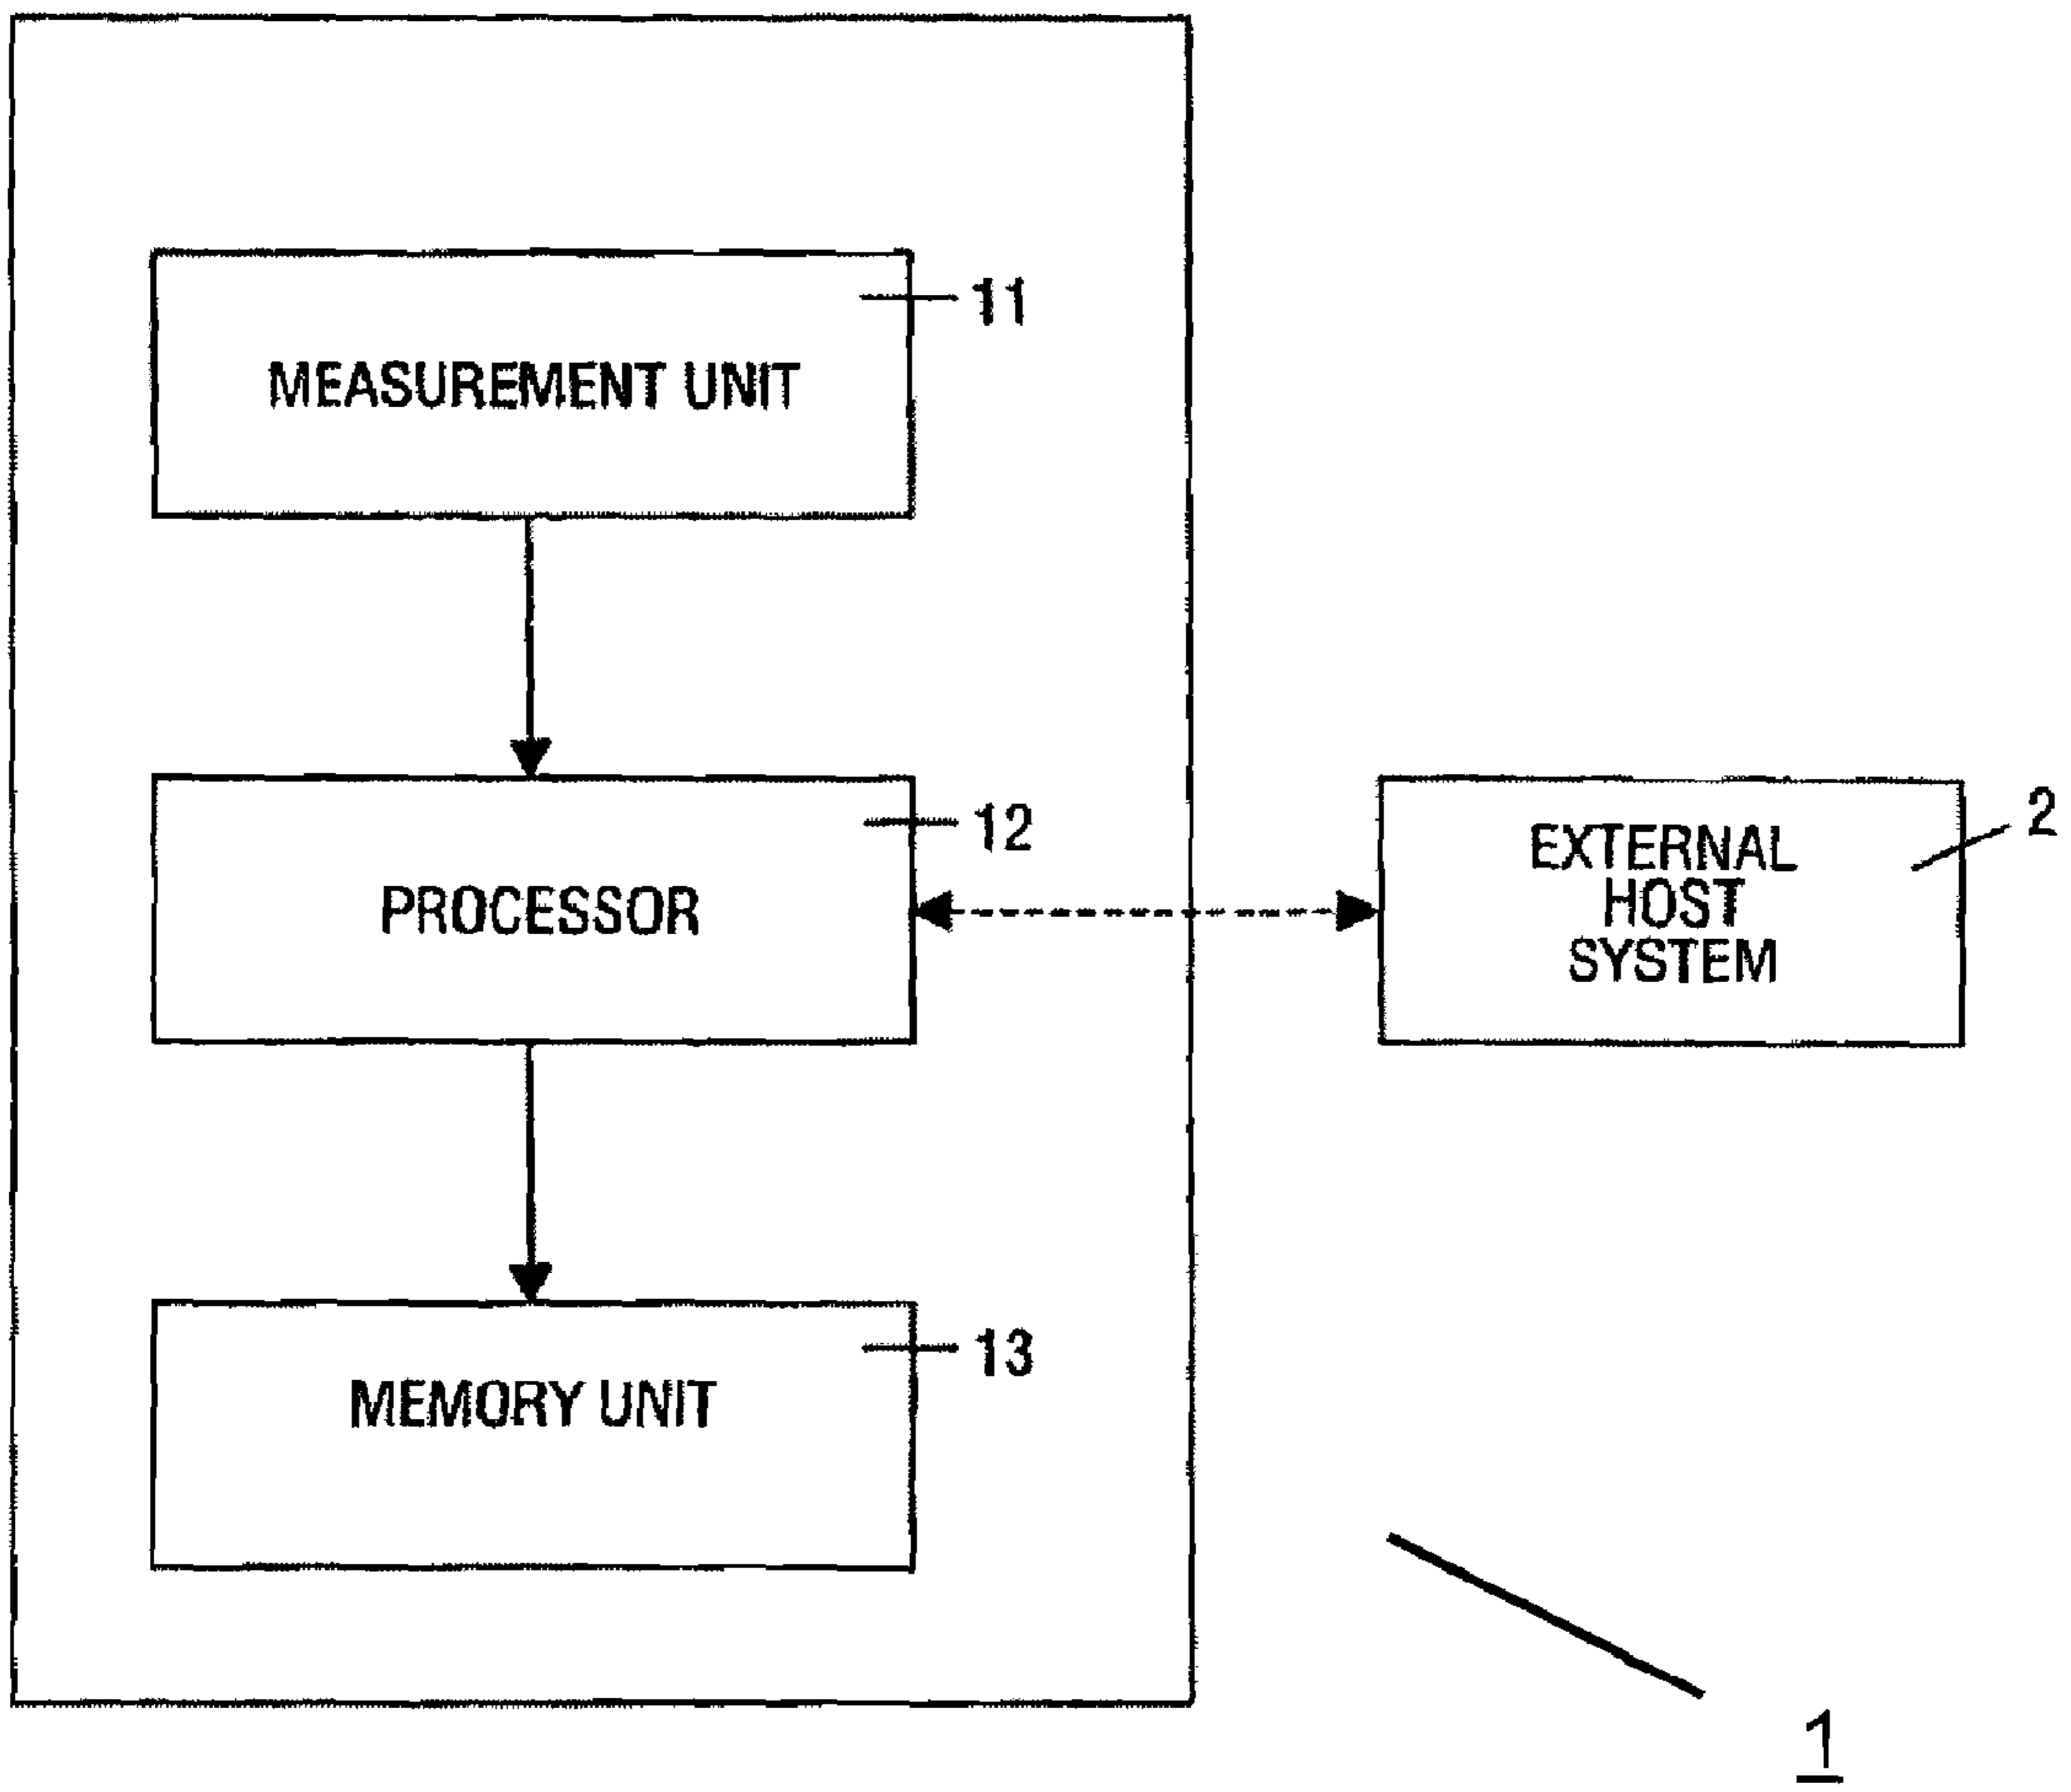 11
MEASUREMENT UNIT
12
PROCESSOR
2
EXTERNAL
HOST
SYSTEM
13
MEMORY UNIT
1